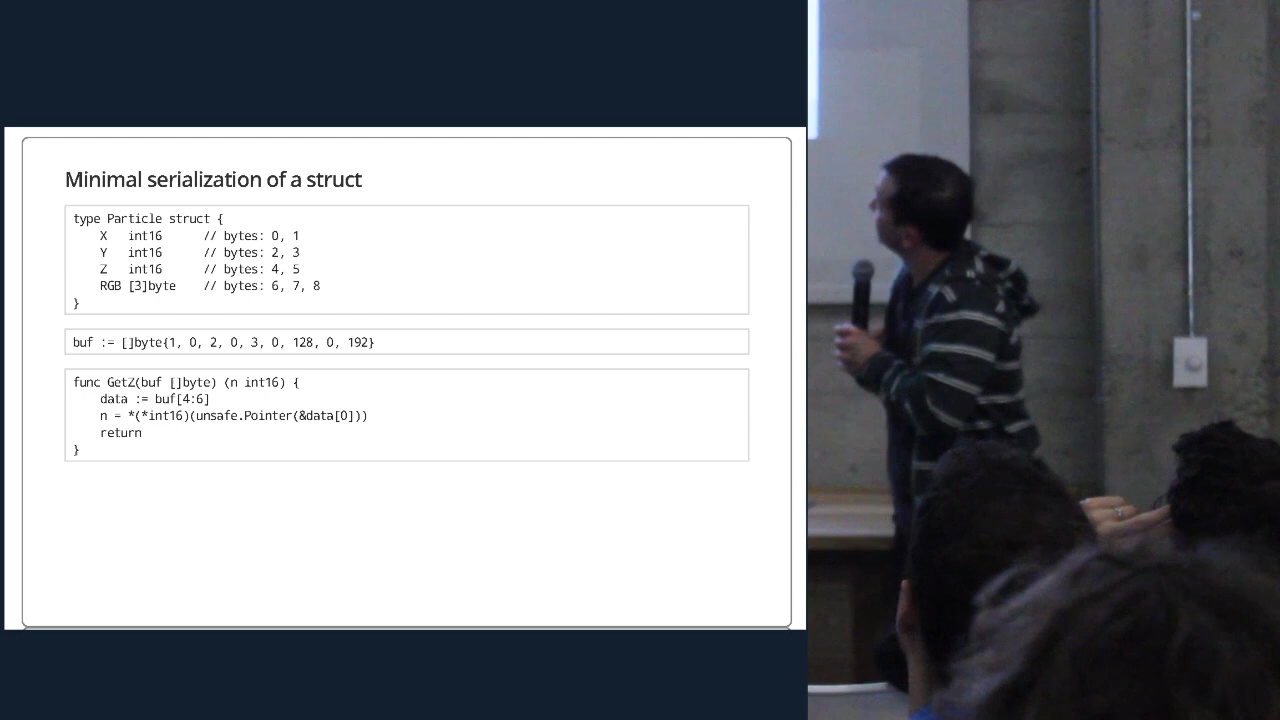 Minimal serialization of a struct
type Particle struct {
    X   int16      // bytes: 0, 1
    Y   int16      // bytes: 2, 3
    Z   int16      // bytes: 4, 5
    RGB [3]byte    // bytes: 6, 7, 8
}
buf := []byte{1, 0, 2, 0, 3, 0, 128, 0, 192}
func GetZ(buf []byte) (n int16) {
    data := buf[4:6]
    n = *(*int16)(unsafe.Pointer(&data[0]))
    return
}